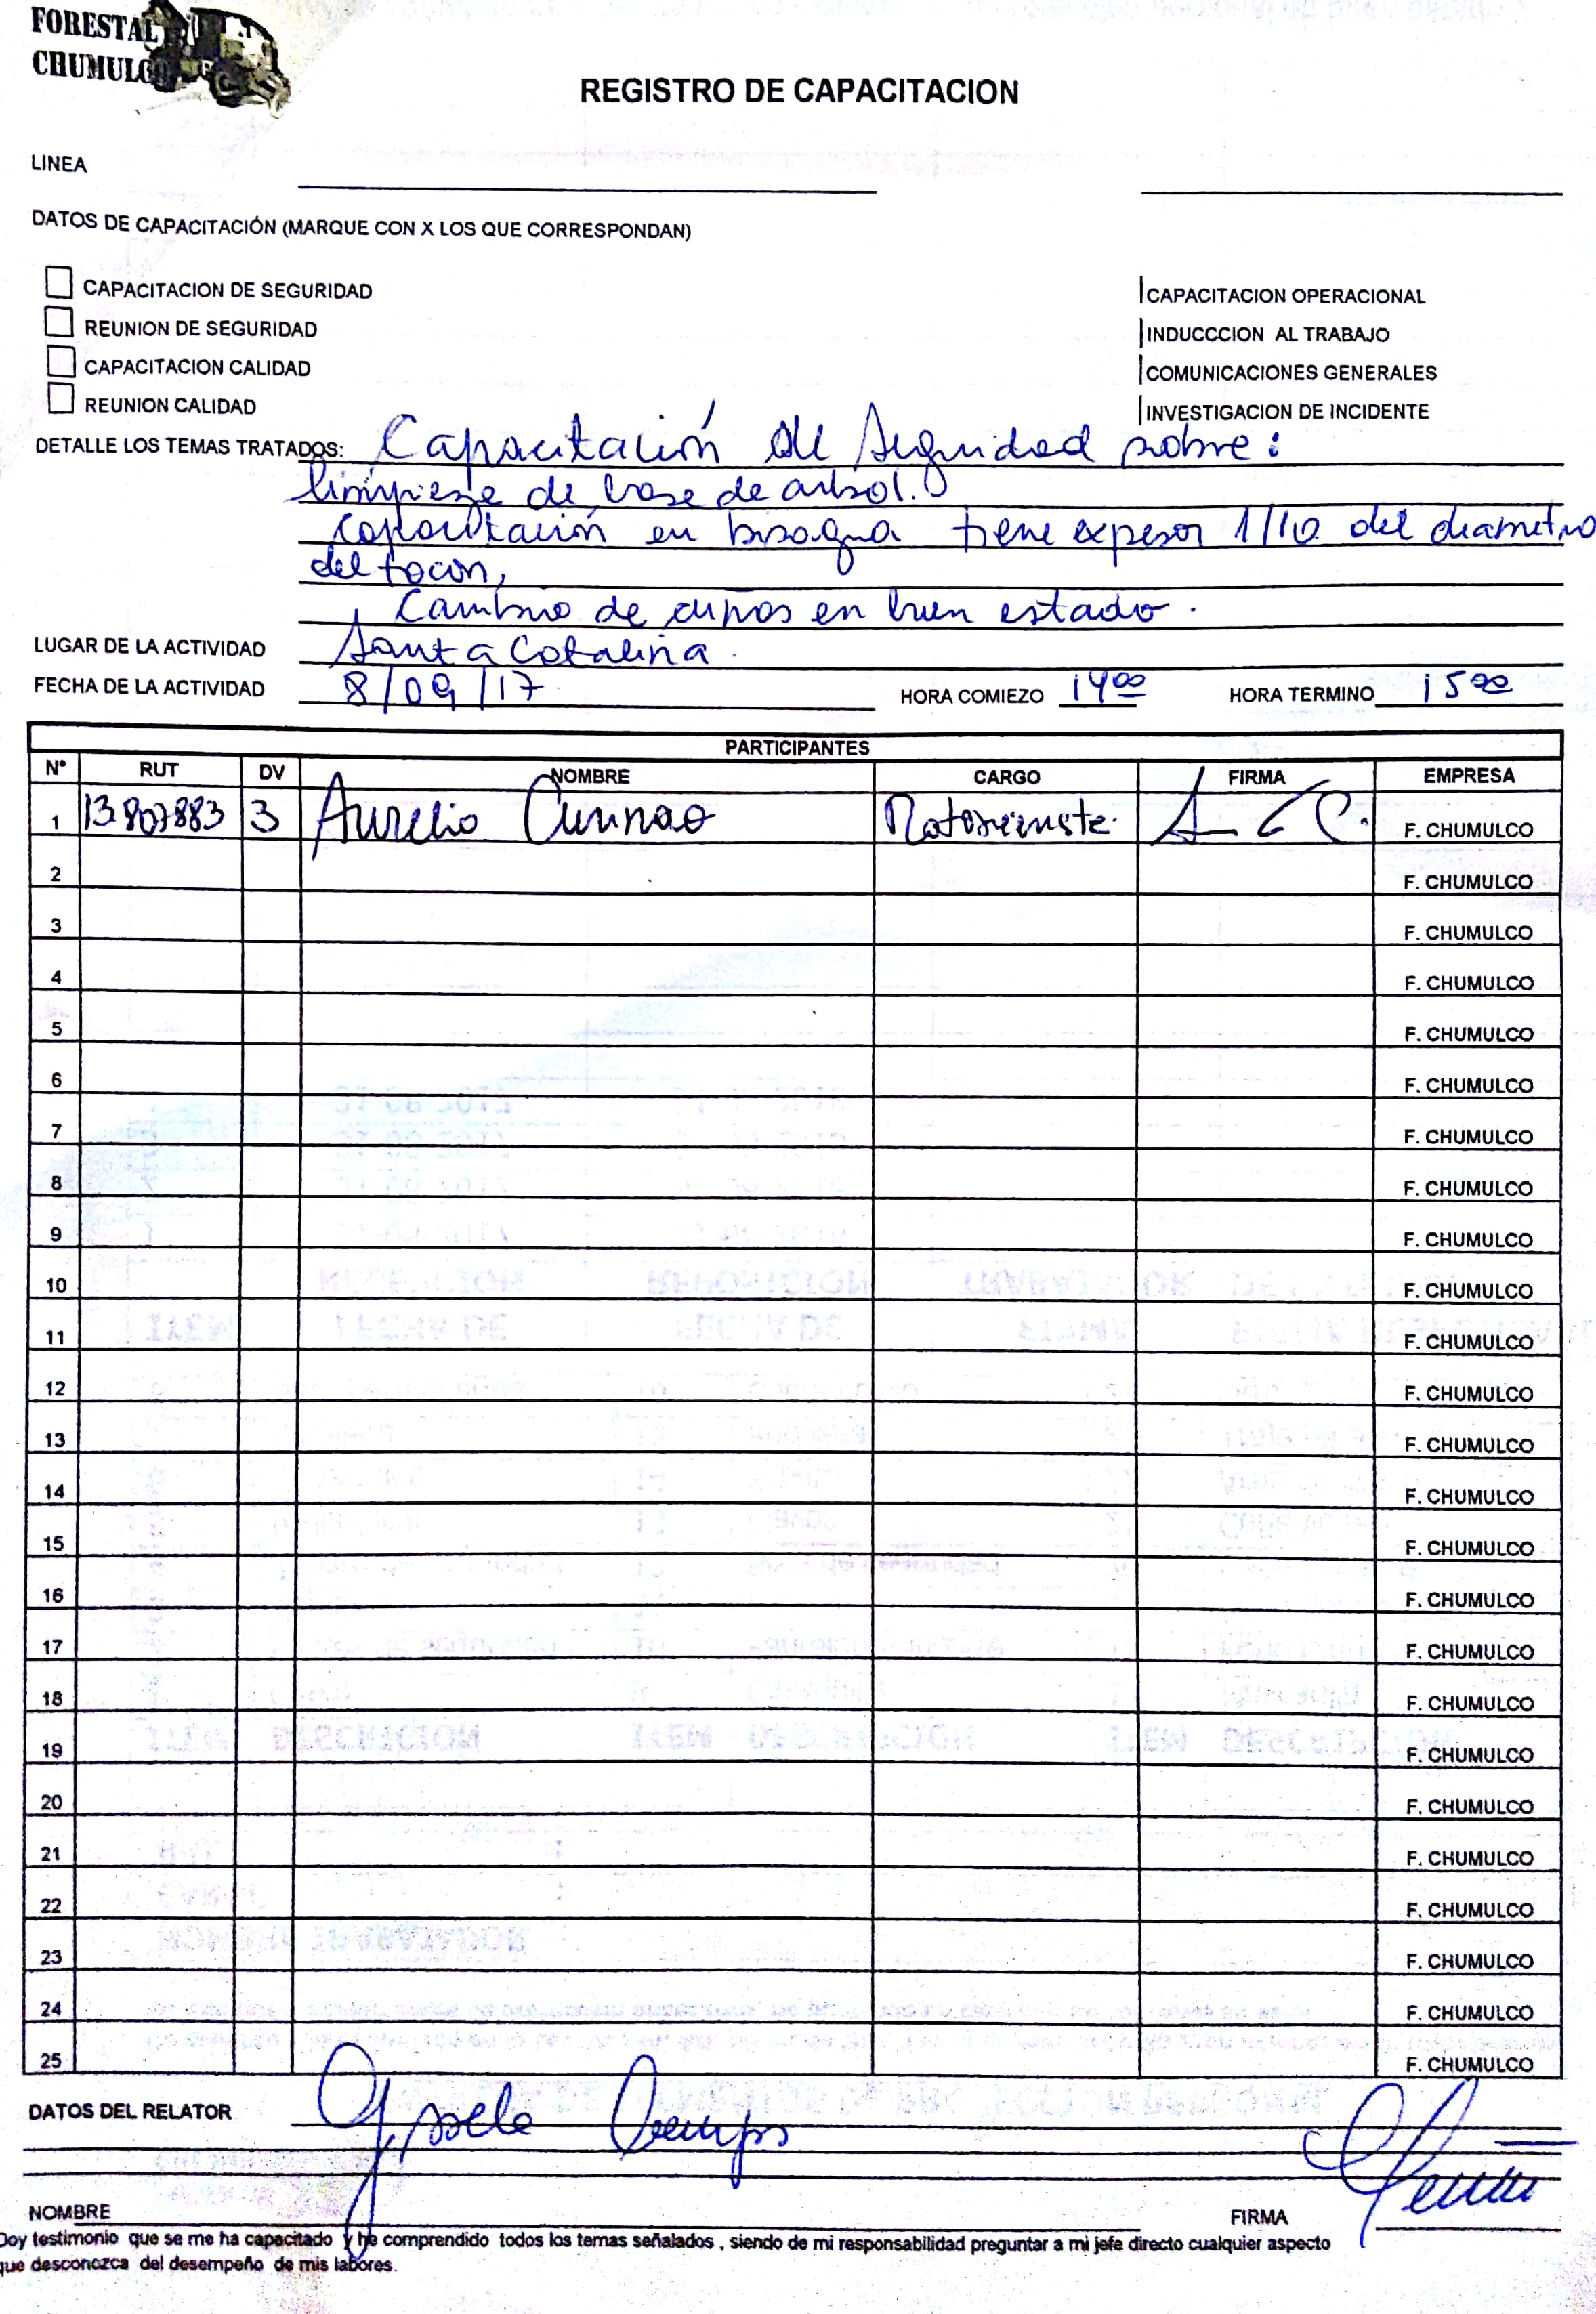 FORESTAL
CHUMULCO
REGISTRO DE CAPACITACION
LINEA
DATOS DE CAPACITACIÓN (MARQUE CON X LOS QUE CORRESPONDAN)
CAPACITACION DE SEGURIDAD
CAPACITACION OPERACIONAL
REUNION DE SEGURIDAD
INDUCCCION AL TRABAJO
CAPACITACION CALIDAD
COMUNICACIONES GENERALES
REUNION CALIDAD
INVESTIGACION DE INCIDENTE
DETALLE LOS TEMAS TRATADOS: Capacitación de Seguridad sobre:
limpieza de base de arbol.
Capacitación en bisagra tiene expesor 1/10 del diametro
del tocon,
Cambio de cuñas en buen estado.
LUGAR DE LA ACTIVIDAD Santa Catalina.
FECHA DE LA ACTIVIDAD 8/09/17 HORA COMIEZO 14 00 HORA TERMINO 15 00
PARTICIPANTES
N° RUT DV NOMBRE CARGO FIRMA EMPRESA
1 13807883 3 Aurelio Curinao F. CHUMULCO
2 F. CHUMULCO
3 F. CHUMULCO
4 F. CHUMULCO
5 F. CHUMULCO
6 F. CHUMULCO
7 F. CHUMULCO
8 F. CHUMULCO
9 F. CHUMULCO
10 F. CHUMULCO
11 F. CHUMULCO
12 F. CHUMULCO
13 F. CHUMULCO
14 F. CHUMULCO
15 F. CHUMULCO
16 F. CHUMULCO
17 F. CHUMULCO
18 F. CHUMULCO
19 F. CHUMULCO
20 F. CHUMULCO
21 F. CHUMULCO
22 F. CHUMULCO
23 F. CHUMULCO
24 F. CHUMULCO
25 F. CHUMULCO
DATOS DEL RELATOR
NOMBRE FIRMA
Doy testimonio que se me ha capacitado y he comprendido todos los temas señalados , siendo de mi responsabilidad preguntar a mi jefe directo cualquier aspecto
que desconozca del desempeño de mis labores.